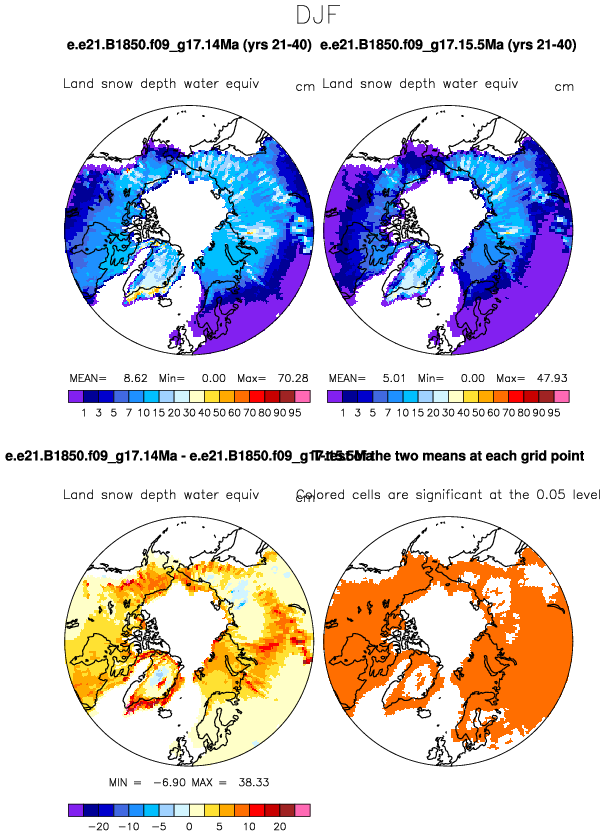 DJF
e.e21.B1850.f09_g17.14Ma (yrs 21-40) e.e21.B1850.f09_g17.15.5Ma (yrs 21-40)
Land snow depth water equiv cm Land snow depth water equiv cm
MEAN= 8.62 Min= 0.00 Max= 70.28 MEAN= 5.01 Min= 0.00 Max= 47.93
1 3 5 7 10 15 20 30 40 50 60 70 80 90 95 1 3 5 7 10 15 20 30 40 50 60 70 80 90 95
e.e21.B1850.f09_g17.14Ma - e.e21.B1850.f09_g17.15.5Ma T-test of the two means at each grid point
Land snow depth water equiv cm Colored cells are significant at the 0.05 level
MIN = -6.90 MAX = 38.33
-20 -10 -5 0 5 10 20